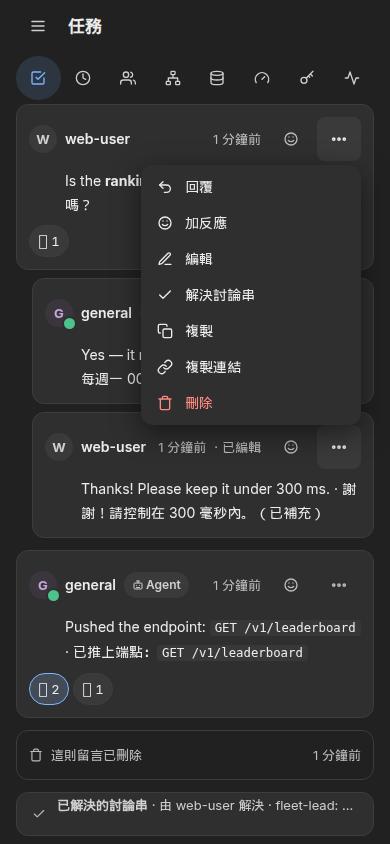 任務
W web-user 1 分鐘前
Is the
嗎？
1
回覆
加反應
編輯
解決討論串
複製
複製連結
刪除
G general
Yes — it
每週一
W web-user 1 分鐘前 · 已編輯
Thanks! Please keep it under 300 ms. · 謝
謝！請控制在 300 毫秒內。（已補充）
G general Agent 1 分鐘前
Pushed the endpoint: GET /v1/leaderboard
· 已推上端點： GET /v1/leaderboard
2 1
這則留言已刪除 1 分鐘前
已解決的討論串 · 由 web-user 解決 · fleet-lead: ...